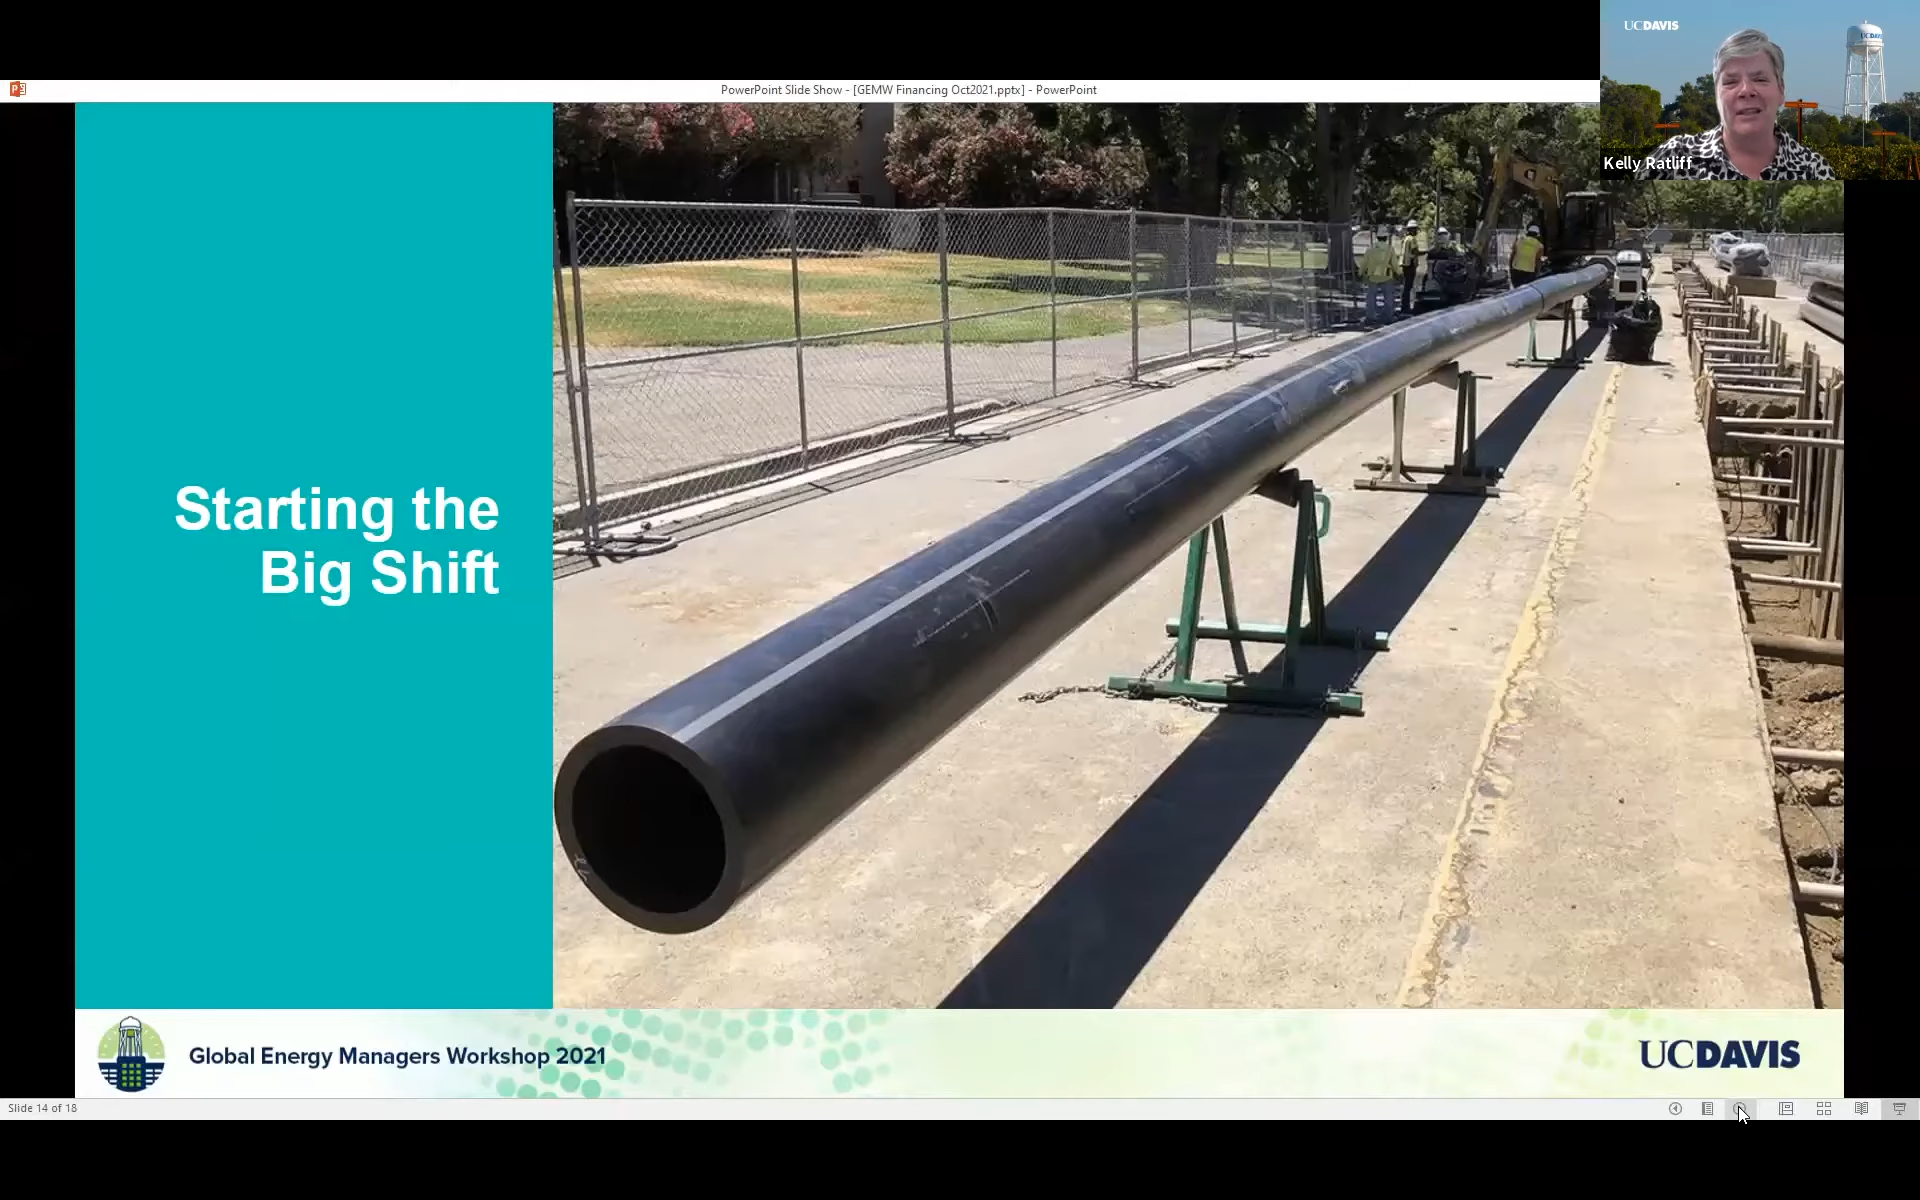 PowerPoint Slide Show - [GEMW Financing Oct2021.pptx] - PowerPoint
UCDAVIS
Kelly Ratliff
Starting the
Big Shift
Global Energy Managers Workshop 2021
UCDAVIS
Slide 14 of 18